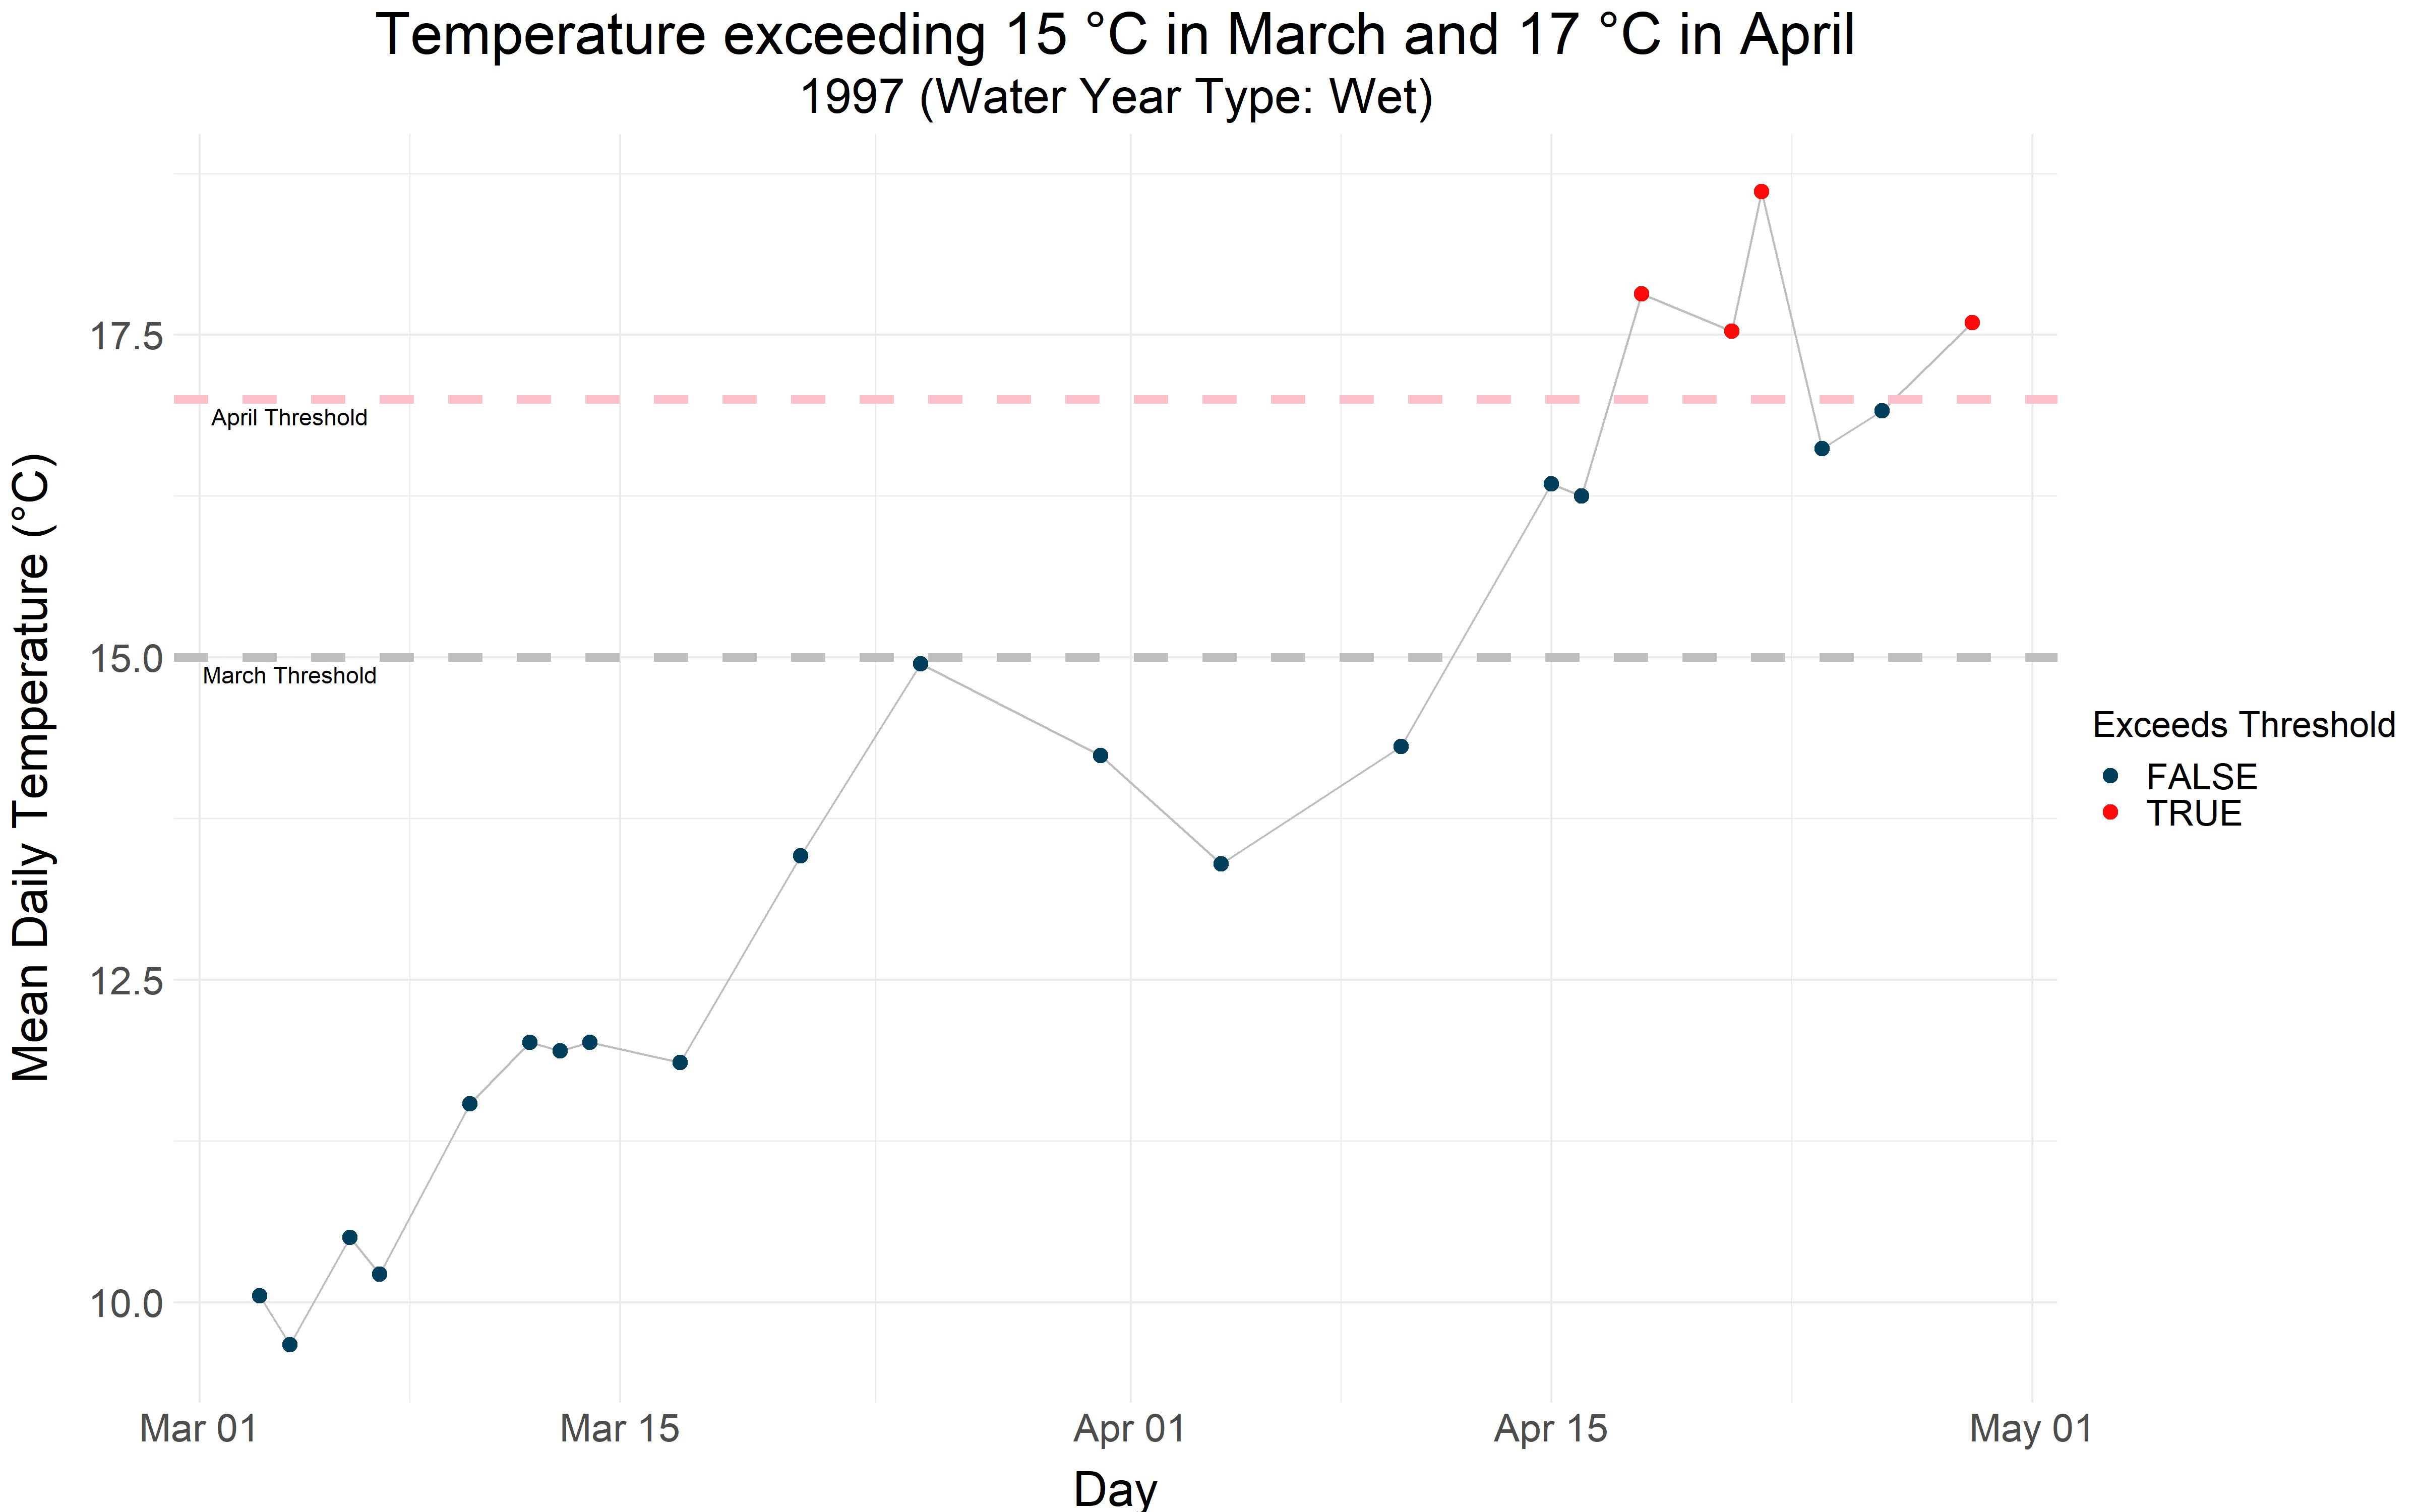 Temperature exceeding 15 °C in March and 17 °C in April
1997 (Water Year Type: Wet)
Mean Daily Temperature (°C)
17.5
15.0
12.5
10.0
April Threshold
March Threshold
Exceeds Threshold
FALSE
TRUE
Mar 01
Mar 15
Apr 01
Apr 15
May 01
Day